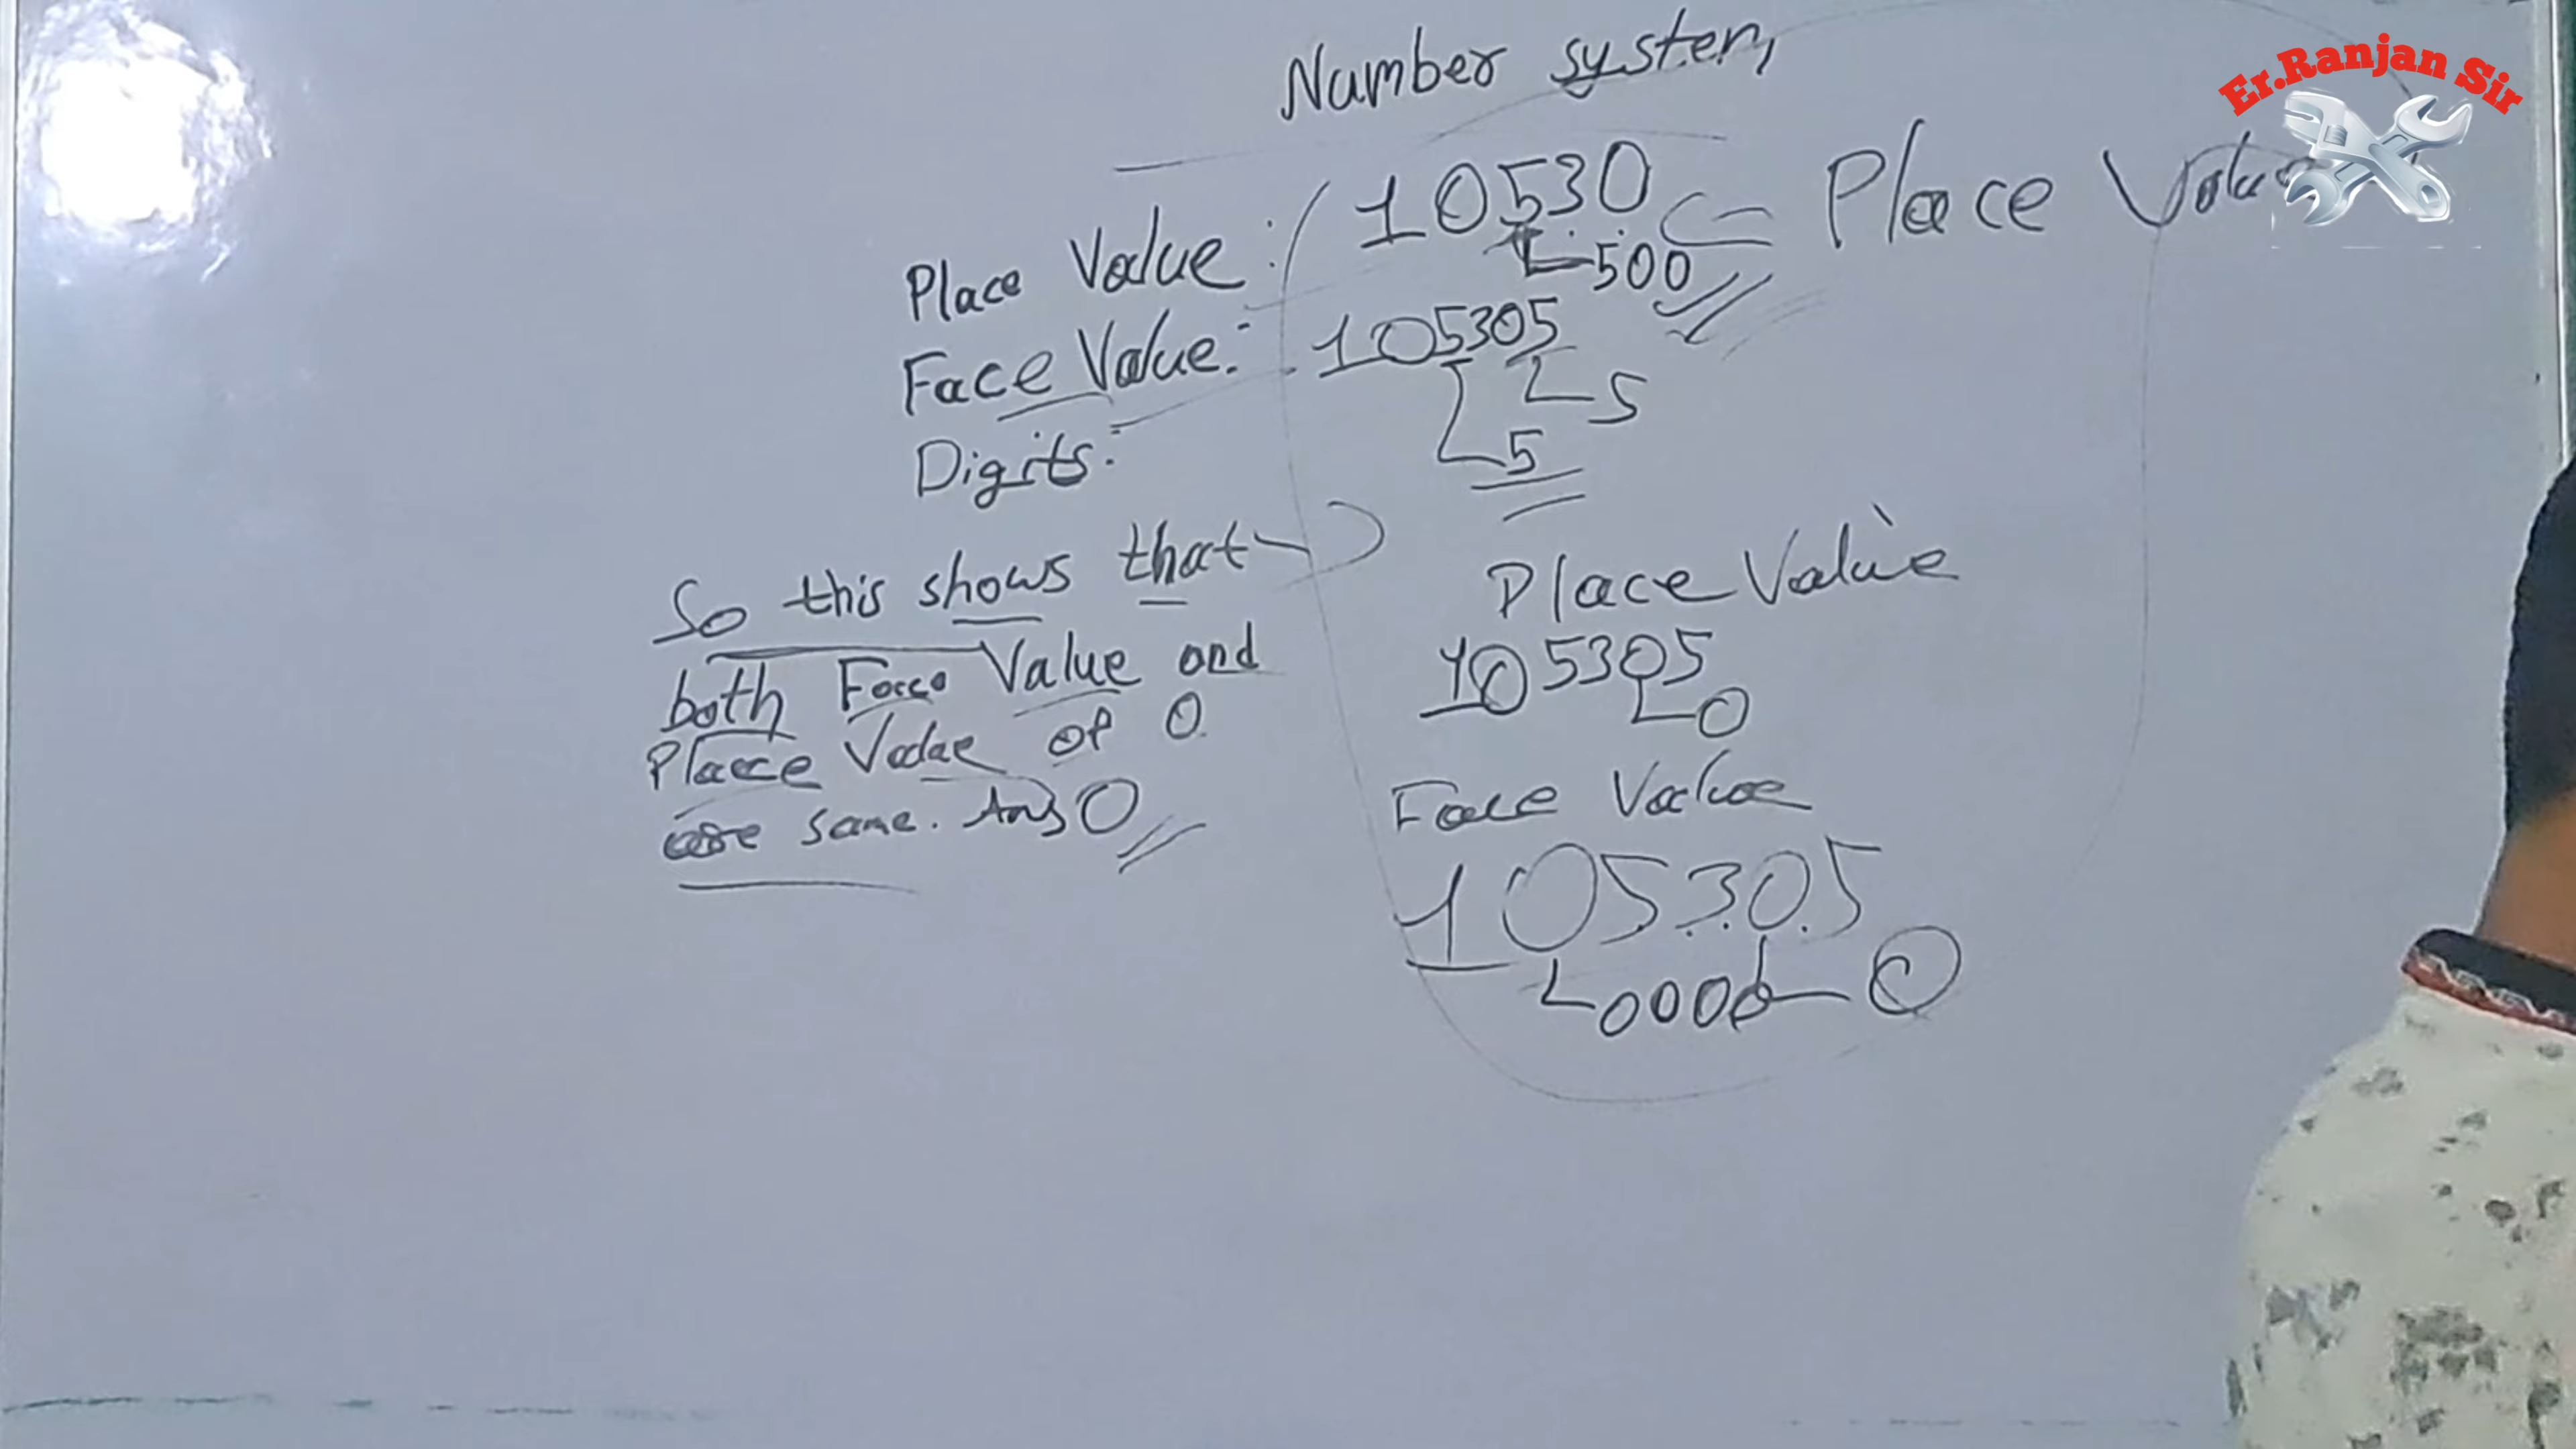 Number system
Er.Ranjan Sir
10530
Place Value
Place Value :
500
Face Value :-
105305
5
5
Digits :-
So this shows that
both Face Value and
Place Value of 0
are same. Ans 0
Place Value
105305
0
Face Value
105305
0000
0